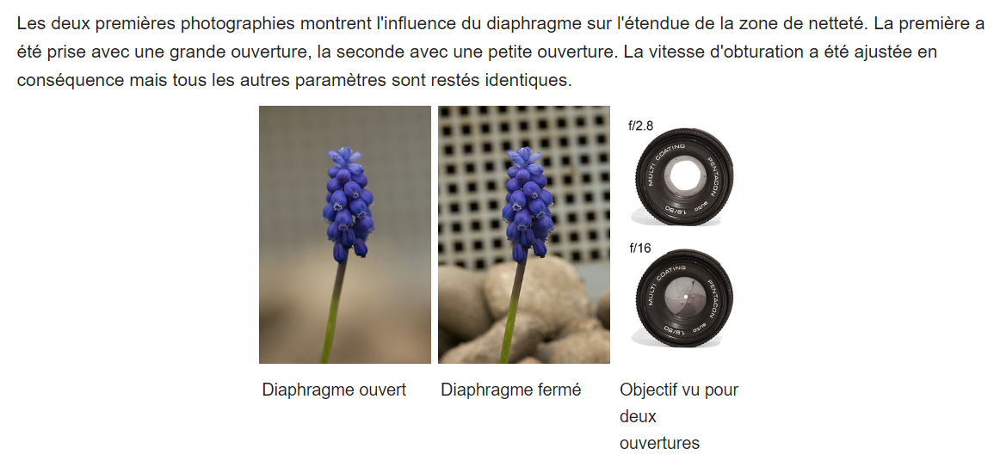 Les deux premières photographies montrent l'influence du diaphragme sur l'étendue de la zone de netteté. La première a
été prise avec une grande ouverture, la seconde avec une petite ouverture. La vitesse d'obturation a été ajustée en
conséquence mais tous les autres paramètres sont restés identiques.
f/2.8
MULTI COATING
PENTACON auto 1.8/50
f/16
MULTI COATING
PENTACON auto 1.8/50
Diaphragme ouvert
Diaphragme fermé
Objectif vu pour
deux
ouvertures